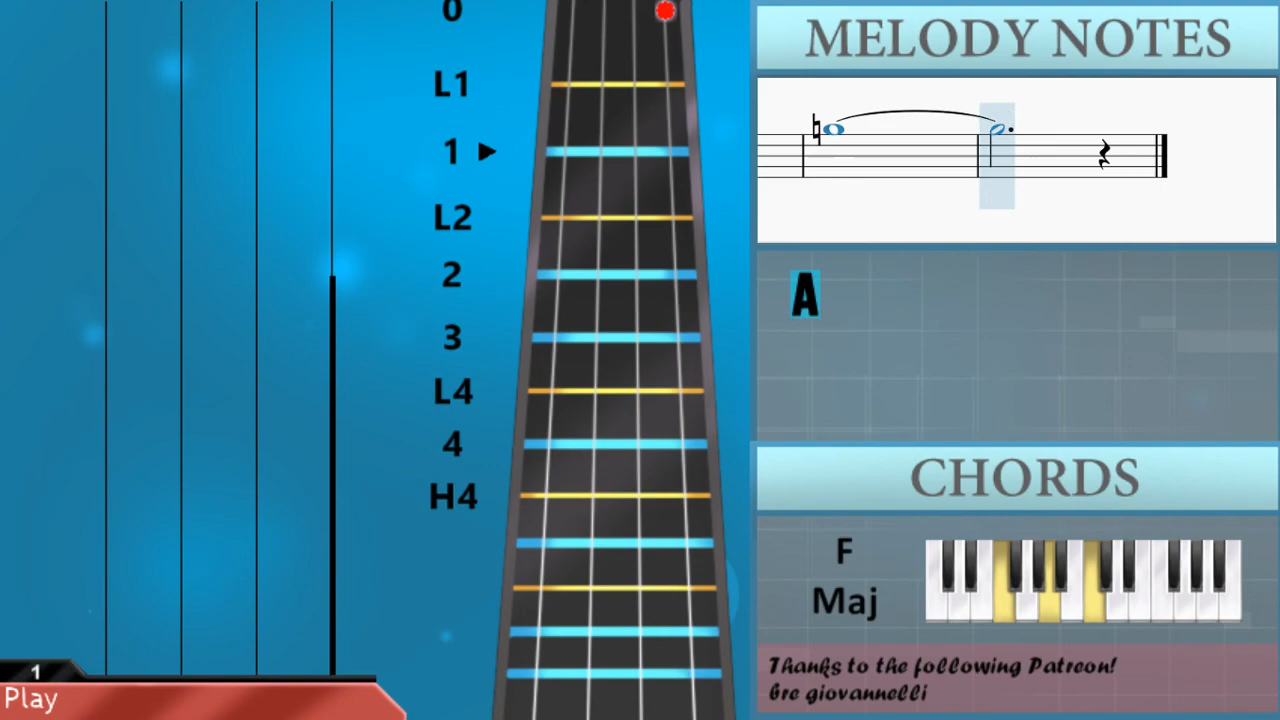 0
L1
1
L2
2
3
L4
4
H4
1
Play
MELODY NOTES
A
CHORDS
F
Maj
Thanks to the following Patreon!
bre giovannelli